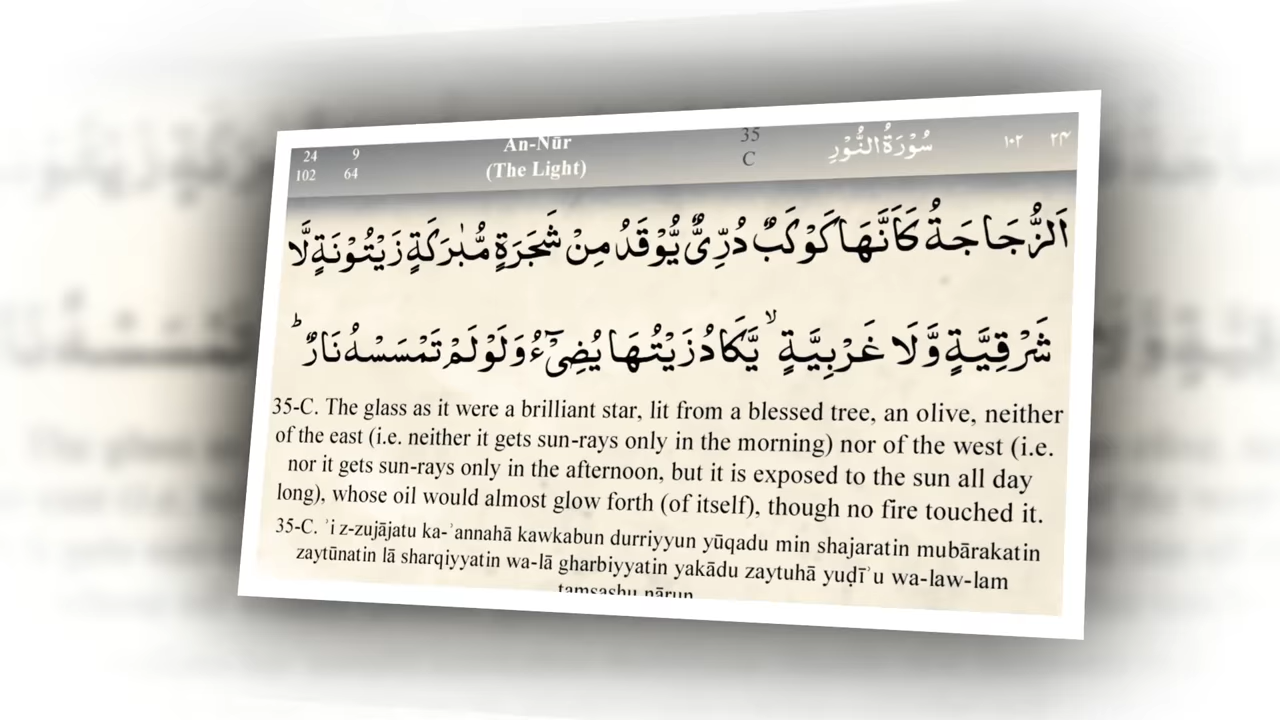 24 9 An-Nūr 35 سُوْرَةُ النُّوْرِ ١٠٢ ٢٤
102 64 (The Light) C
اَلزُّجَاجَةُ كَاَنَّهَا كَوْكَبٌ دُرِّىٌّ يُّوْقَدُ مِنْ شَجَرَةٍ مُّبٰرَكَةٍ زَيْتُوْنَةٍ لَّا
شَرْقِيَّةٍ وَّلَا غَرْبِيَّةٍ ۙ يَّكَادُ زَيْتُهَا يُضِىْٓءُ وَلَوْ لَمْ تَمْسَسْهُ نَارٌ ؕ
35-C. The glass as it were a brilliant star, lit from a blessed tree, an olive, neither
of the east (i.e. neither it gets sun-rays only in the morning) nor of the west (i.e.
nor it gets sun-rays only in the afternoon, but it is exposed to the sun all day
long), whose oil would almost glow forth (of itself), though no fire touched it.
35-C. ʾi z-zujājatu ka-ʾannahā kawkabun durriyyun yūqadu min shajaratin mubārakatin
zaytūnatin lā sharqiyyatin wa-lā gharbiyyatin yakādu zaytuhā yuḍīʾu wa-law-lam
tamsashu nārun